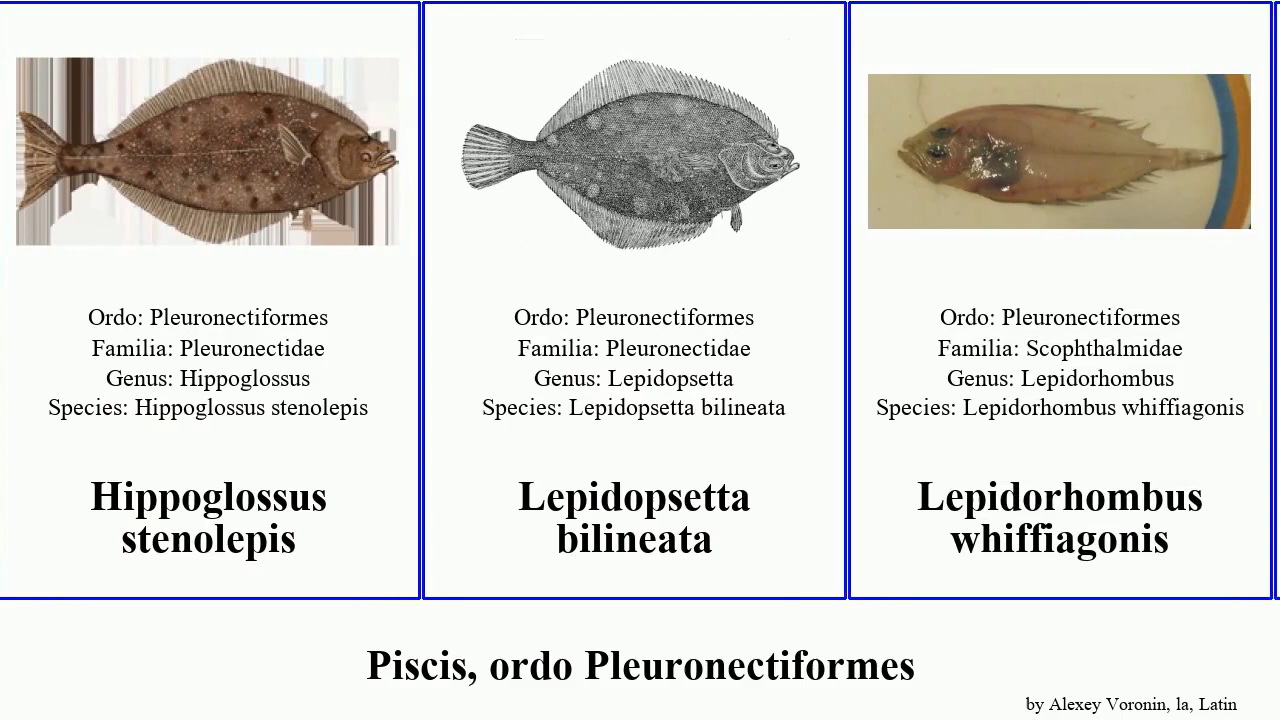 Ordo: Pleuronectiformes
Familia: Pleuronectidae
Genus: Hippoglossus
Species: Hippoglossus stenolepis
Hippoglossus
stenolepis
Ordo: Pleuronectiformes
Familia: Pleuronectidae
Genus: Lepidopsetta
Species: Lepidopsetta bilineata
Lepidopsetta
bilineata
Ordo: Pleuronectiformes
Familia: Scophthalmidae
Genus: Lepidorhombus
Species: Lepidorhombus whiffiagonis
Lepidorhombus
whiffiagonis
Piscis, ordo Pleuronectiformes
by Alexey Voronin, la, Latin